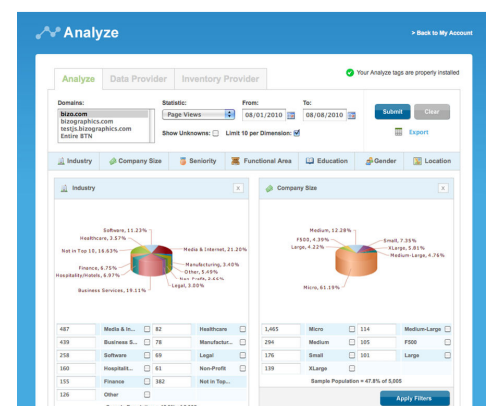 Analyze
> Back to My Account
Analyze Data Provider Inventory Provider
Your Analyze tags are properly installed
Domains: Statistic: From: To:
bizo.com
bizographics.com
testjs.bizographics.com
Entire BTN
Page Views 08/01/2010 08/08/2010
Submit Clear
Show Unknowns: Limit 10 per Dimension:
Export
Industry Company Size Seniority Functional Area Education Gender Location
Industry x
Software, 11.23%
Healthcare, 3.57%
Not in Top 10, 16.63%
Media & Internet, 21.20%
Manufacturing, 3.40%
Other, 5.49%
Finance, 6.75%
Hospitality/Hotels, 6.97%
Legal, 3.00%
Business Services, 19.11%
487 Media & In... 82 Healthcare
439 Business S... 78 Manufactur...
258 Software 69 Legal
160 Hospitalit... 61 Non-Profit
155 Finance 382 Not in Top...
126 Other
Company Size x
Medium, 12.28%
F500, 4.39%
Large, 4.22%
Small, 7.35%
XLarge, 5.81%
Medium-Large, 4.76%
Micro, 61.19%
1,465 Micro 114 Medium-Large
294 Medium 105 F500
176 Small 101 Large
139 XLarge
Sample Population = 47.8% of 5,005
Apply Filters